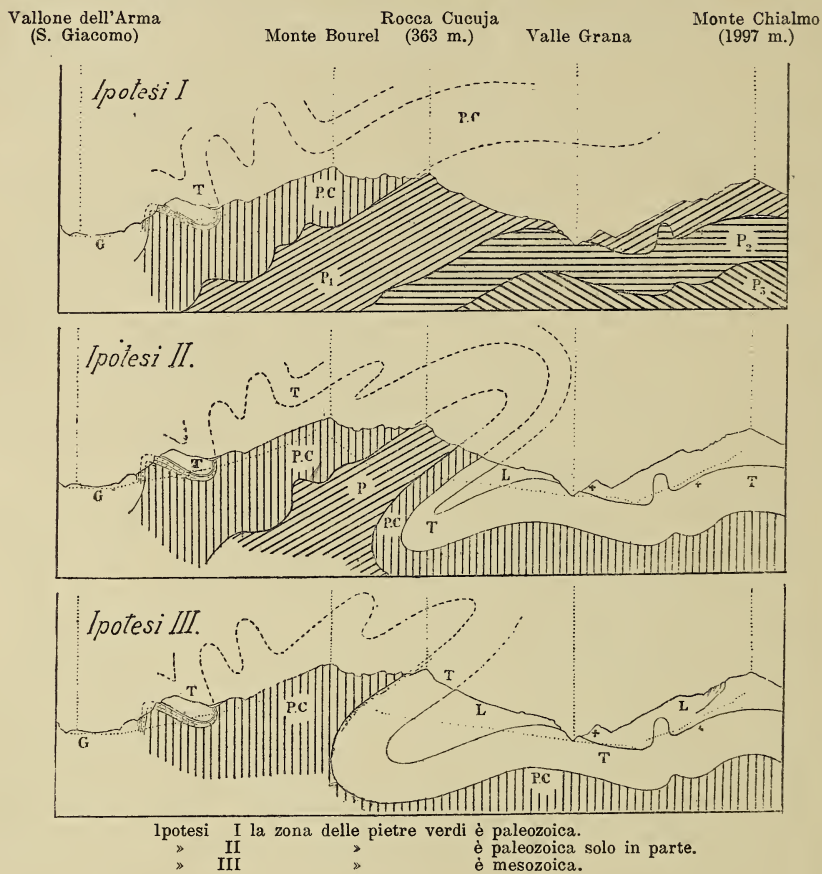 Vallone dell'Arma
(S. Giacomo)
Monte Bourel
Rocca Cucuja
(363 m.)
Valle Grana
Monte Chialmo
(1997 m.)
Ipotesi I
P.C
T
P.C
G
P1
P2
P3
Ipotesi II.
T
T
P.C
G
P
P.C
L
T
+
+
T
Ipotesi III.
T
T
P.C
L
L
G
+
+
T
P.C
Ipotesi I la zona delle pietre verdi è paleozoica.
» II » è paleozoica solo in parte.
» III » è mesozoica.